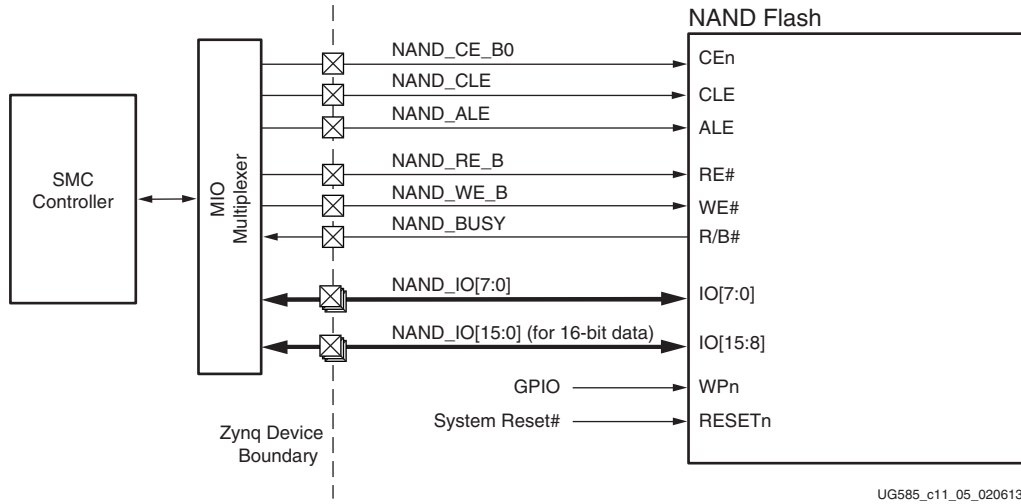 NAND Flash
SMC
Controller
MIO
Multiplexer
NAND_CE_B0
CEn
NAND_CLE
CLE
NAND_ALE
ALE
NAND_RE_B
RE#
NAND_WE_B
WE#
NAND_BUSY
R/B#
NAND_IO[7:0]
IO[7:0]
NAND_IO[15:0] (for 16-bit data)
IO[15:8]
GPIO
WPn
System Reset#
RESETn
Zynq Device
Boundary
UG585_c11_05_020613